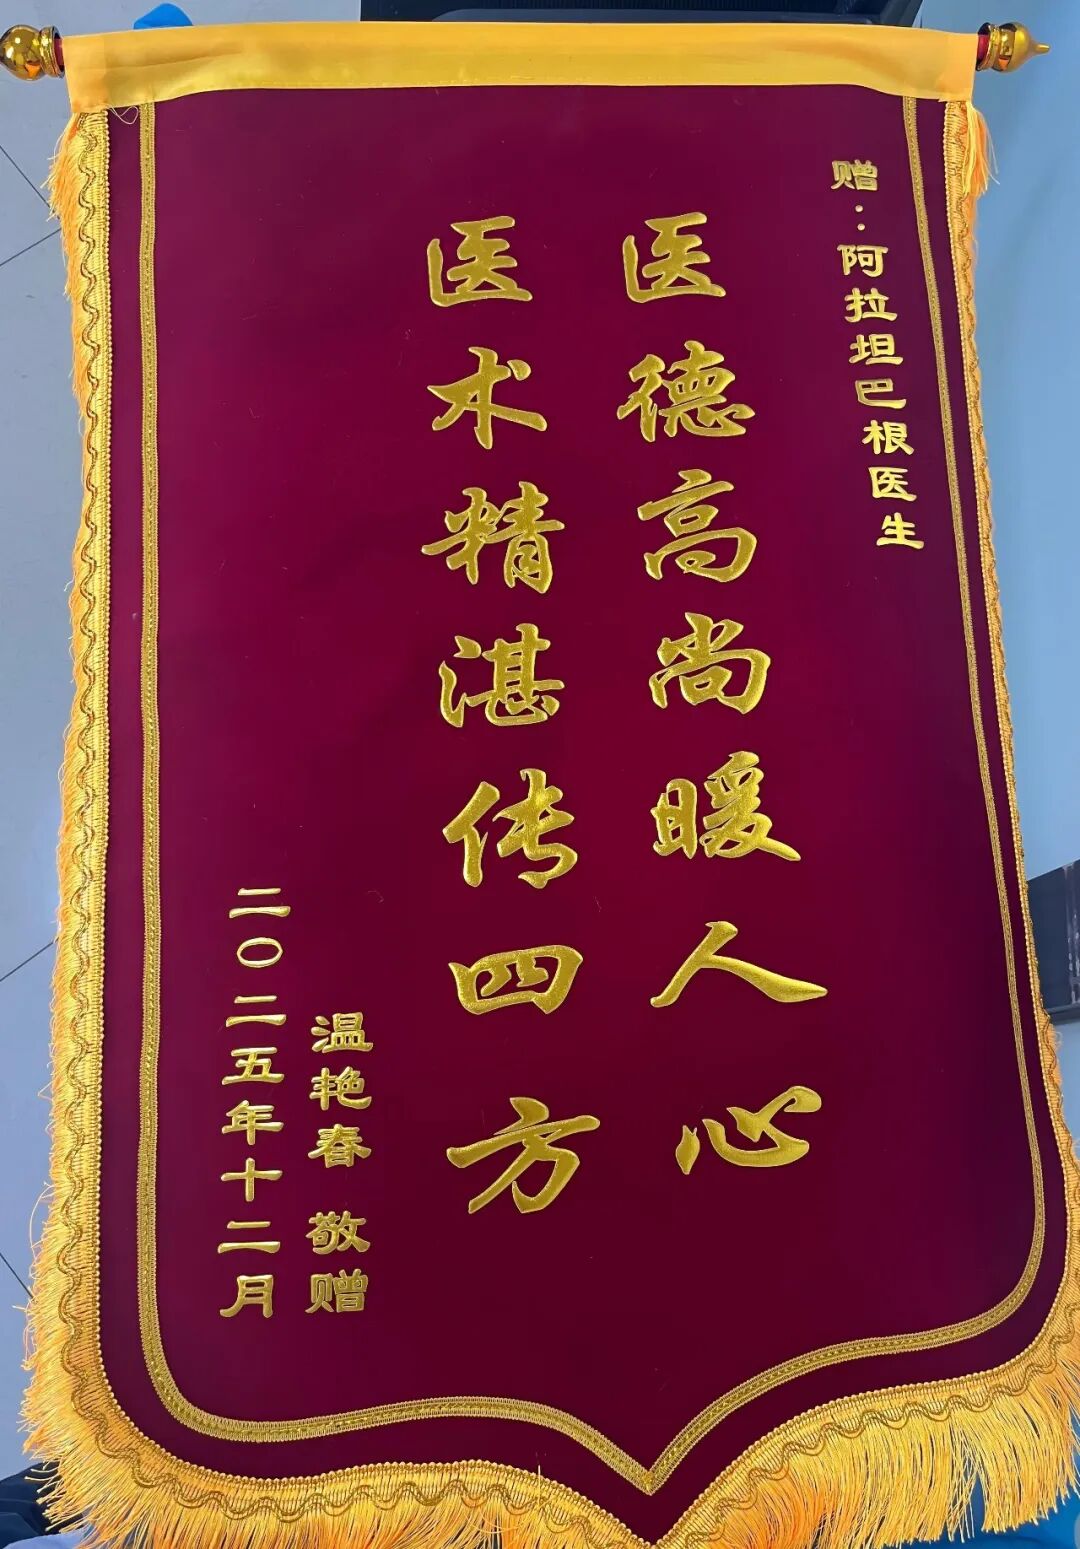 赠：阿拉坦巴根医生
医德高尚暖人心
医术精湛传四方
温艳春 敬赠
二〇二五年十二月